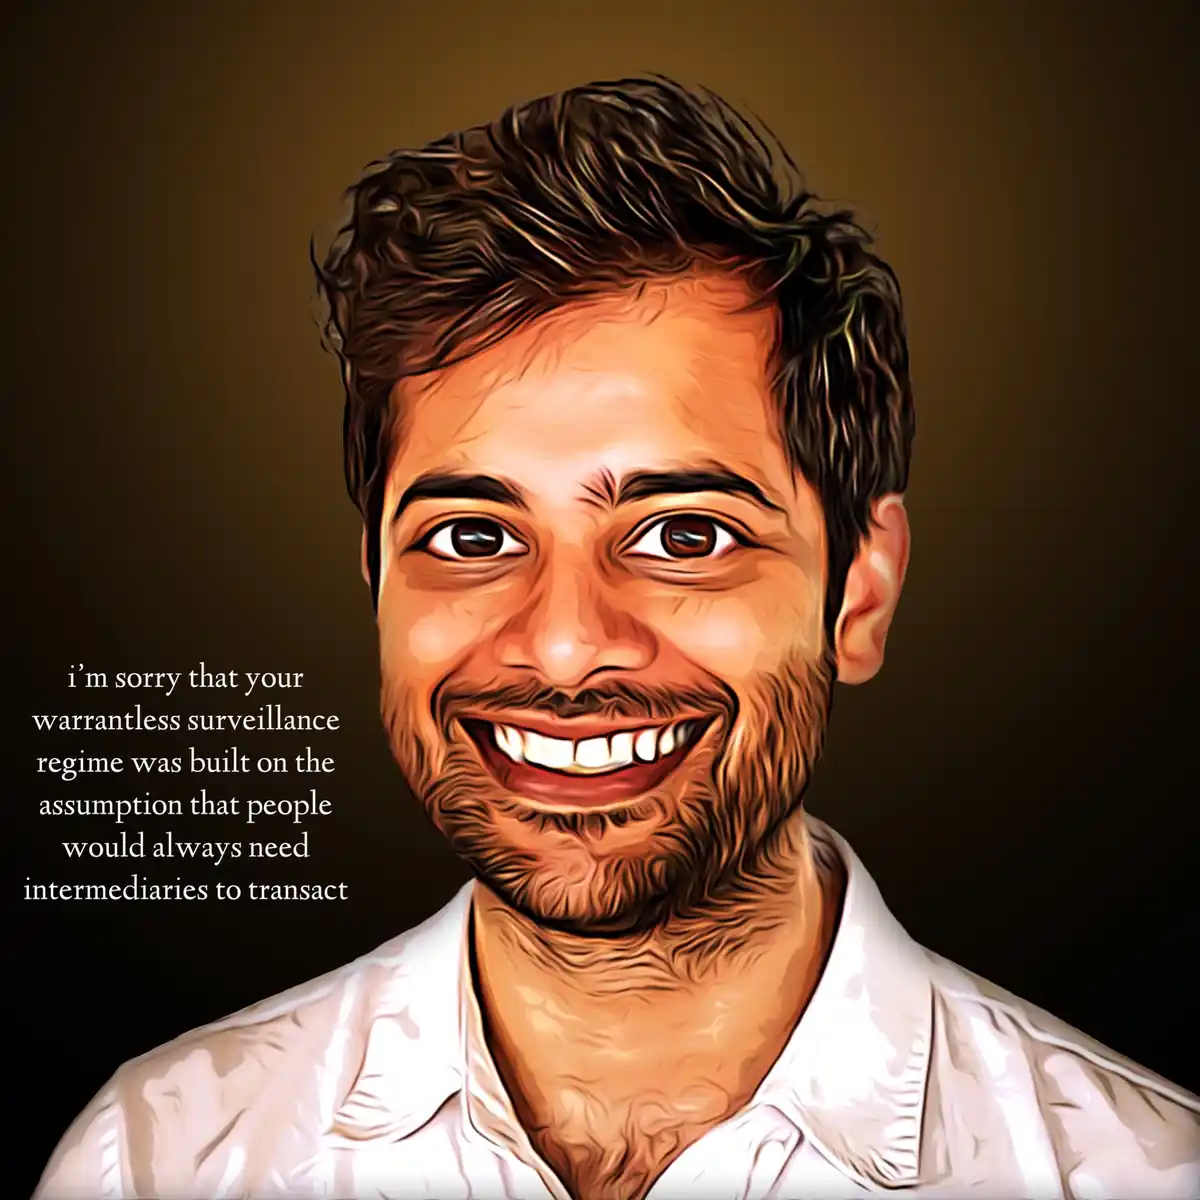 i'm sorry that your
warrantless surveillance
regime was built on the
assumption that people
would always need
intermediaries to transact